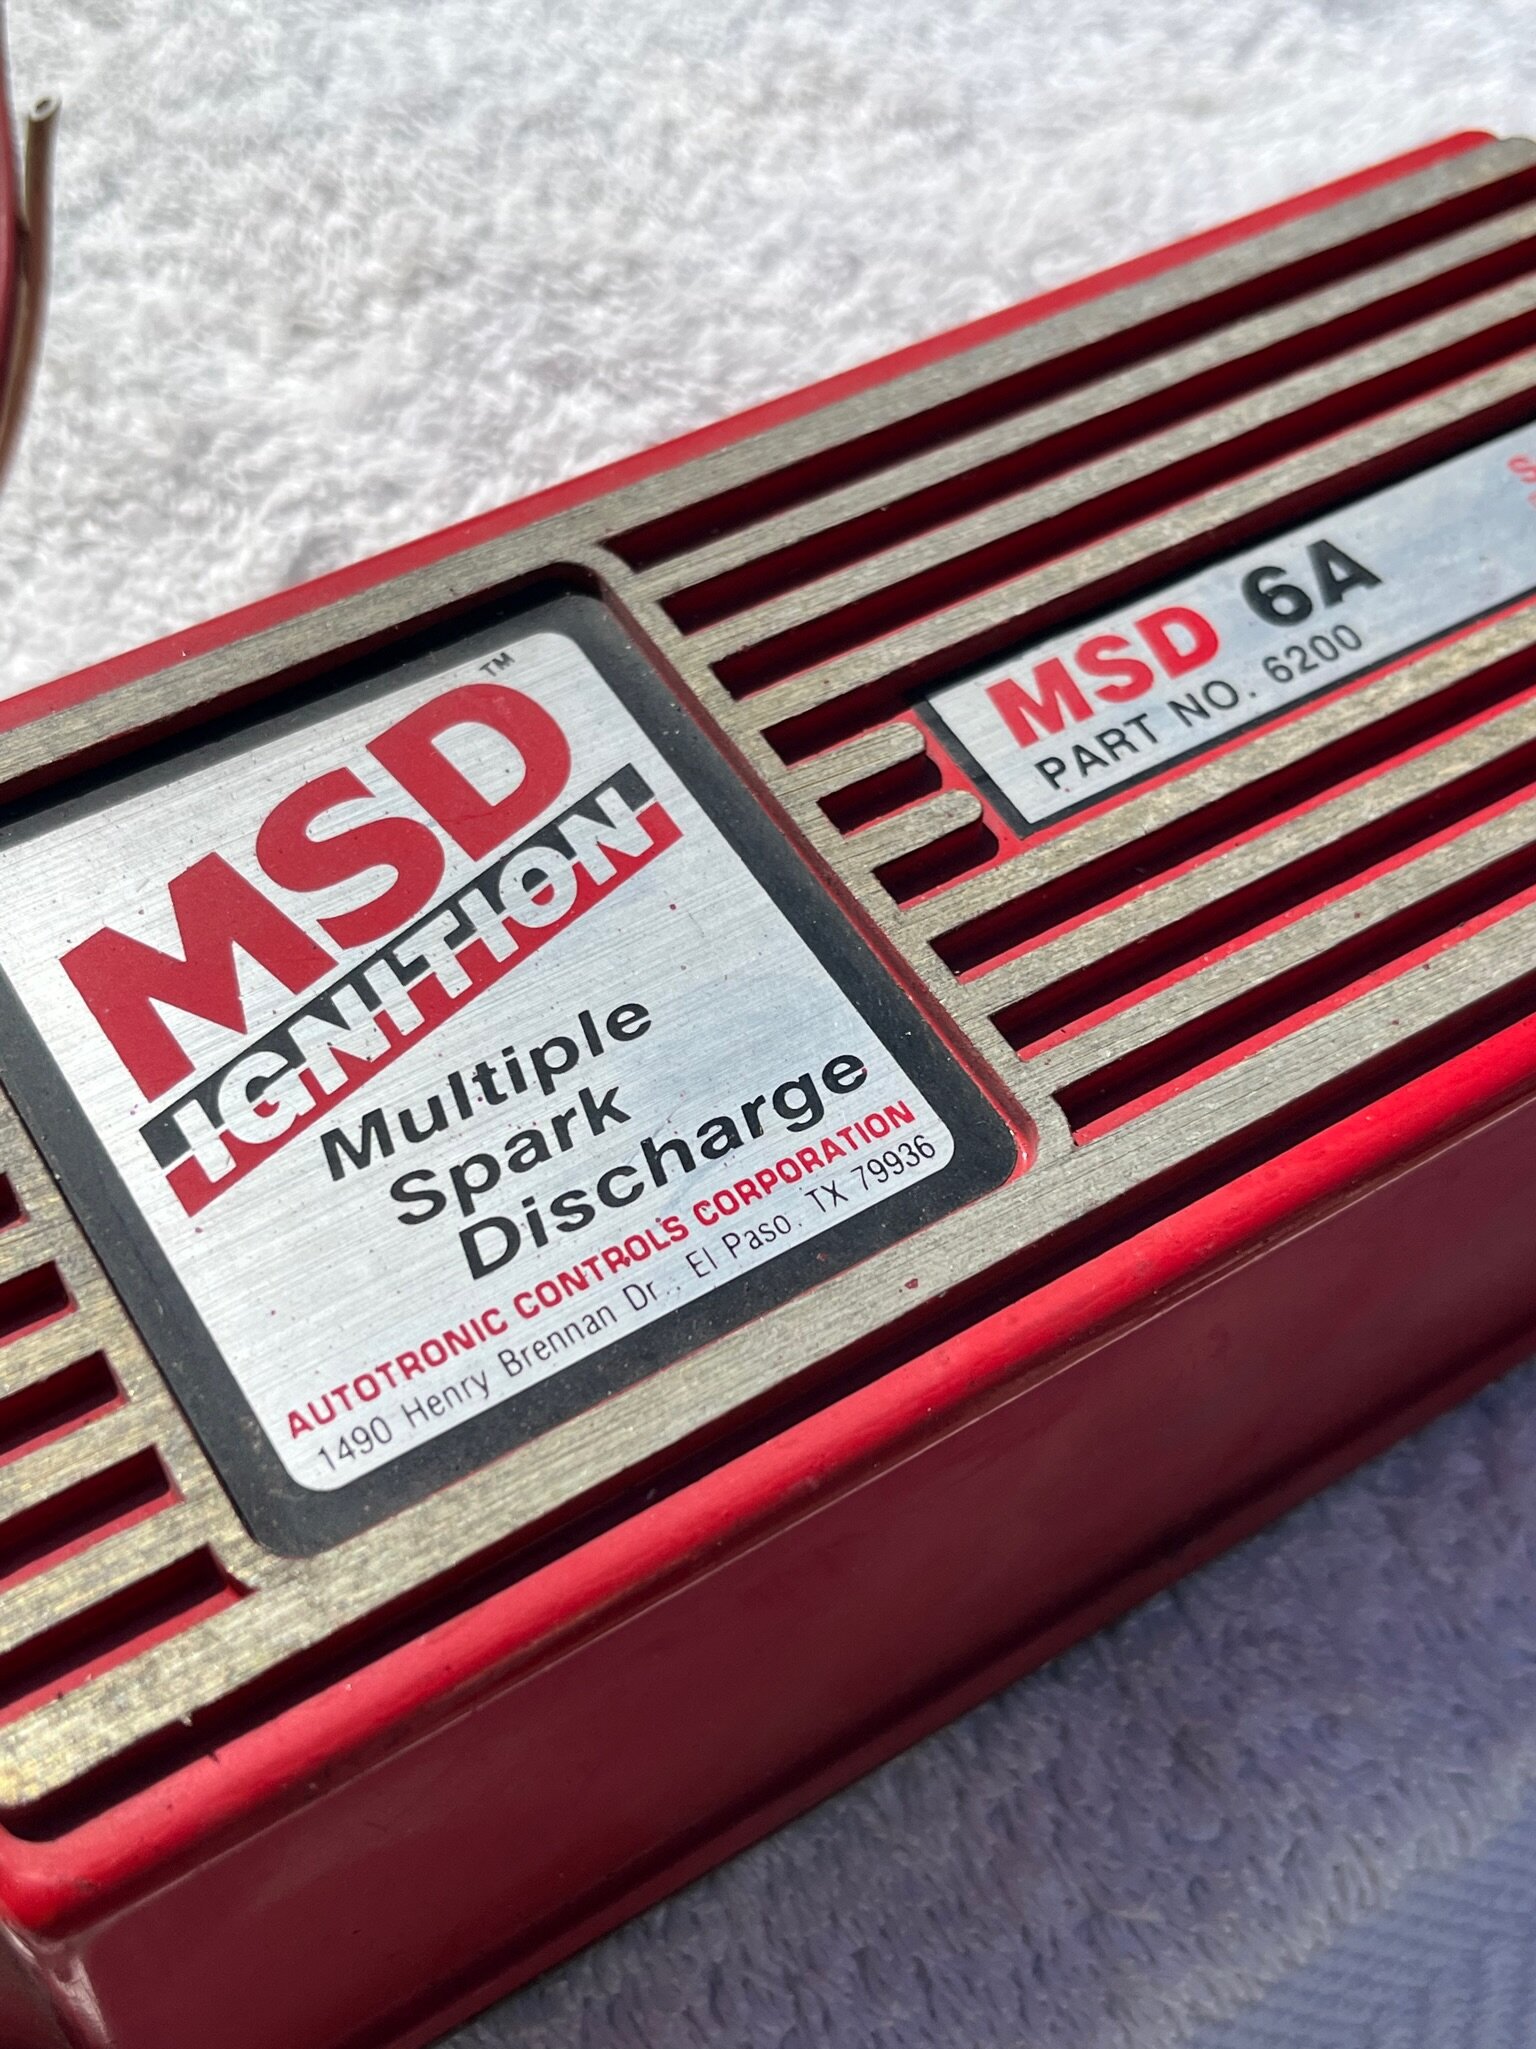 MSD™
IGNITION
Multiple
Spark
Discharge
AUTOTRONIC CONTROLS CORPORATION
1490 Henry Brennan Dr., El Paso, TX 79936
MSD 6A
PART NO. 6200